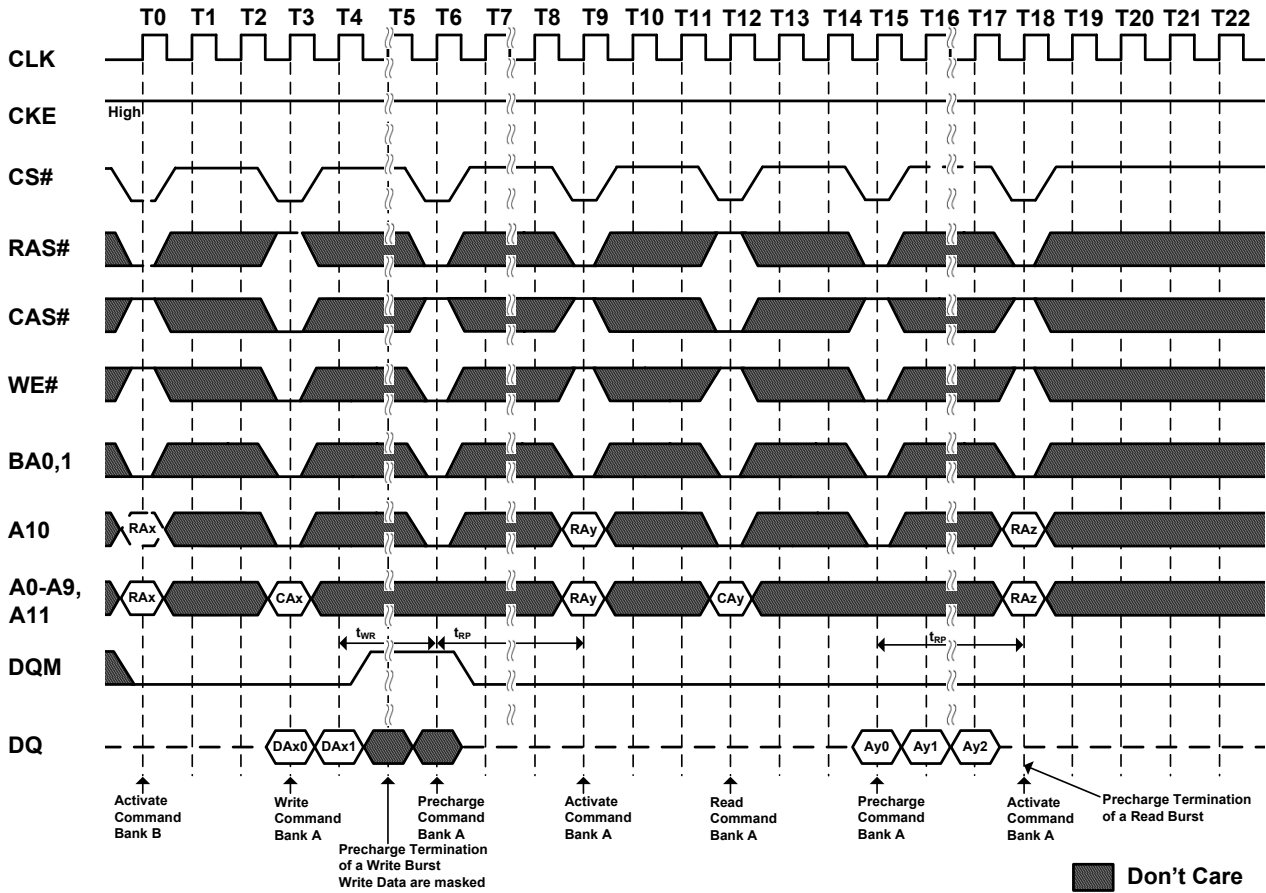 T0 T1 T2 T3 T4 T5 T6 T7 T8 T9 T10 T11 T12 T13 T14 T15 T16 T17 T18 T19 T20 T21 T22
CLK
CKE High
CS#
RAS#
CAS#
WE#
BA0,1
A10 RAx RAy RAz
A0-A9,
A11 RAx CAx RAy CAy RAz
tWR tRP tRP
DQM
DQ DAx0 DAx1 Ay0 Ay1 Ay2
Activate
Command
Bank B
Write
Command
Bank A
Precharge Termination
of a Write Burst
Write Data are masked
Precharge
Command
Bank A
Activate
Command
Bank A
Read
Command
Bank A
Precharge
Command
Bank A
Activate
Command
Bank A
Precharge Termination
of a Read Burst
Don't Care